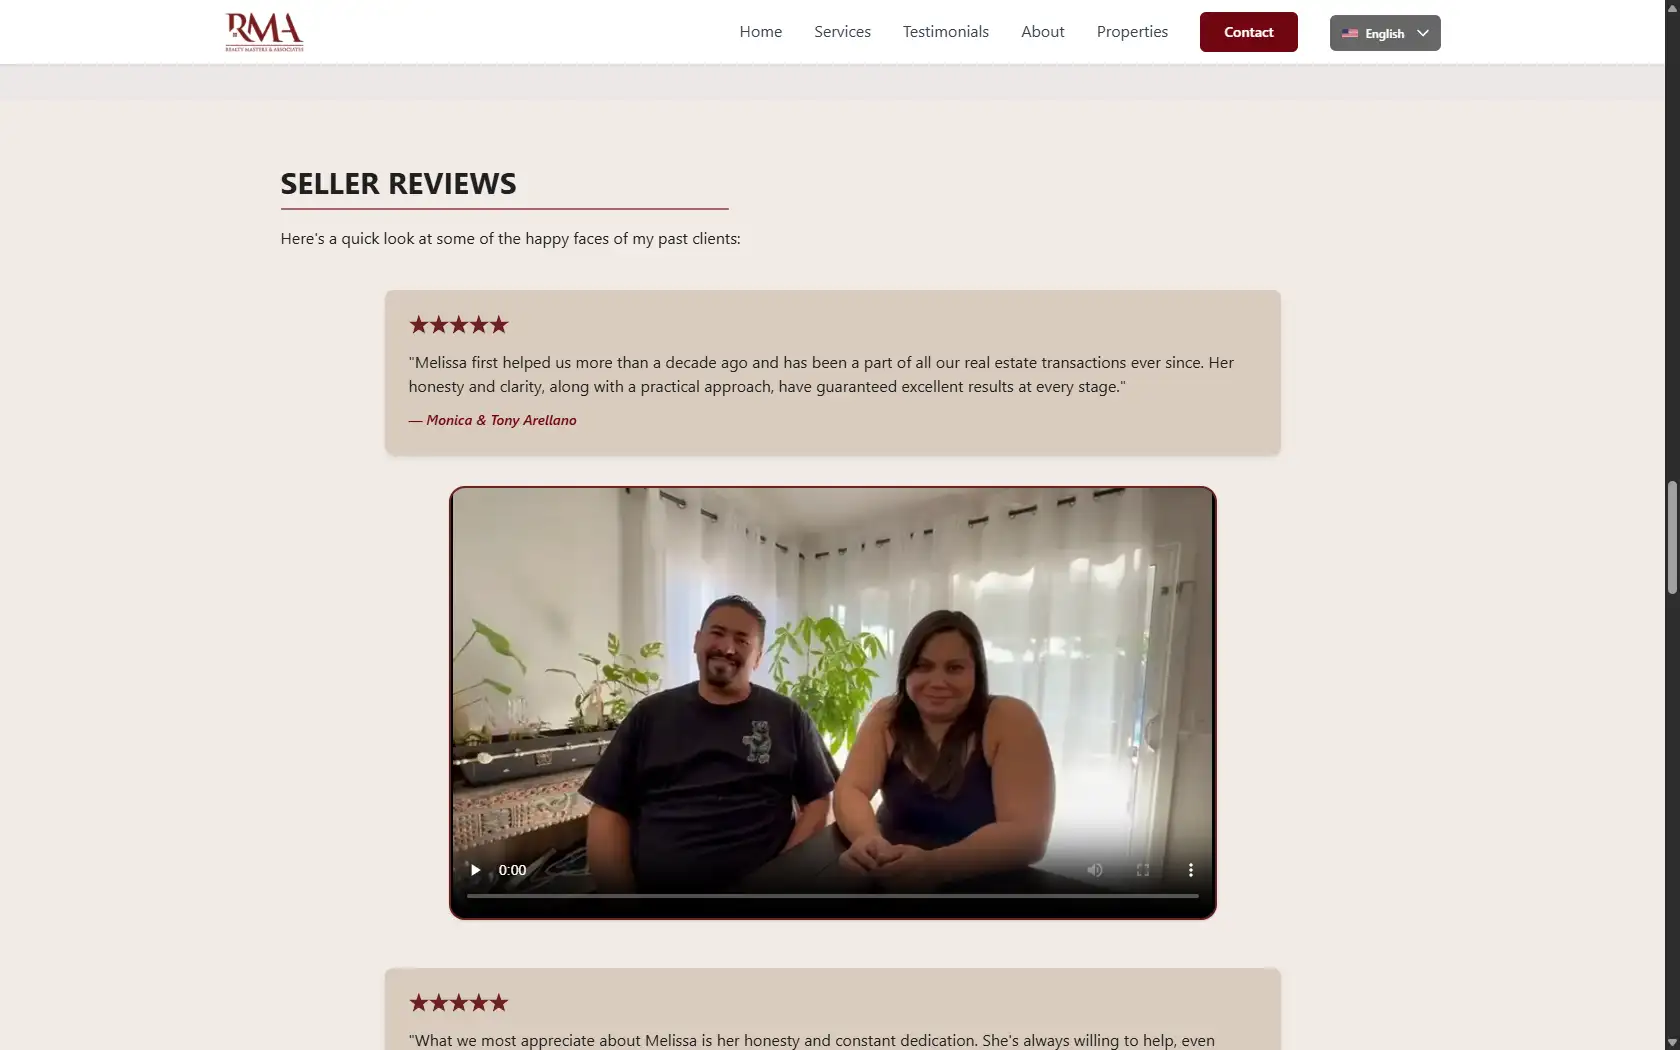 RMA
REALTY MASTERS & ASSOCIATES
Home
Services
Testimonials
About
Properties
Contact
English
SELLER REVIEWS
Here's a quick look at some of the happy faces of my past clients:
★★★★★
"Melissa first helped us more than a decade ago and has been a part of all our real estate transactions ever since. Her
honesty and clarity, along with a practical approach, have guaranteed excellent results at every stage."
— Monica & Tony Arellano
0:00
★★★★★
"What we most appreciate about Melissa is her honesty and constant dedication. She's always willing to help, even